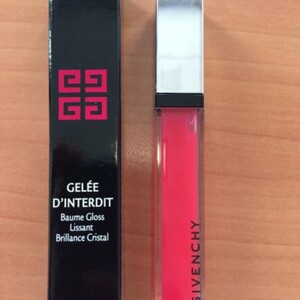 GELÉE
D'INTERDIT
Baume Gloss
Lissant
Brillance Cristal
GIVENCHY